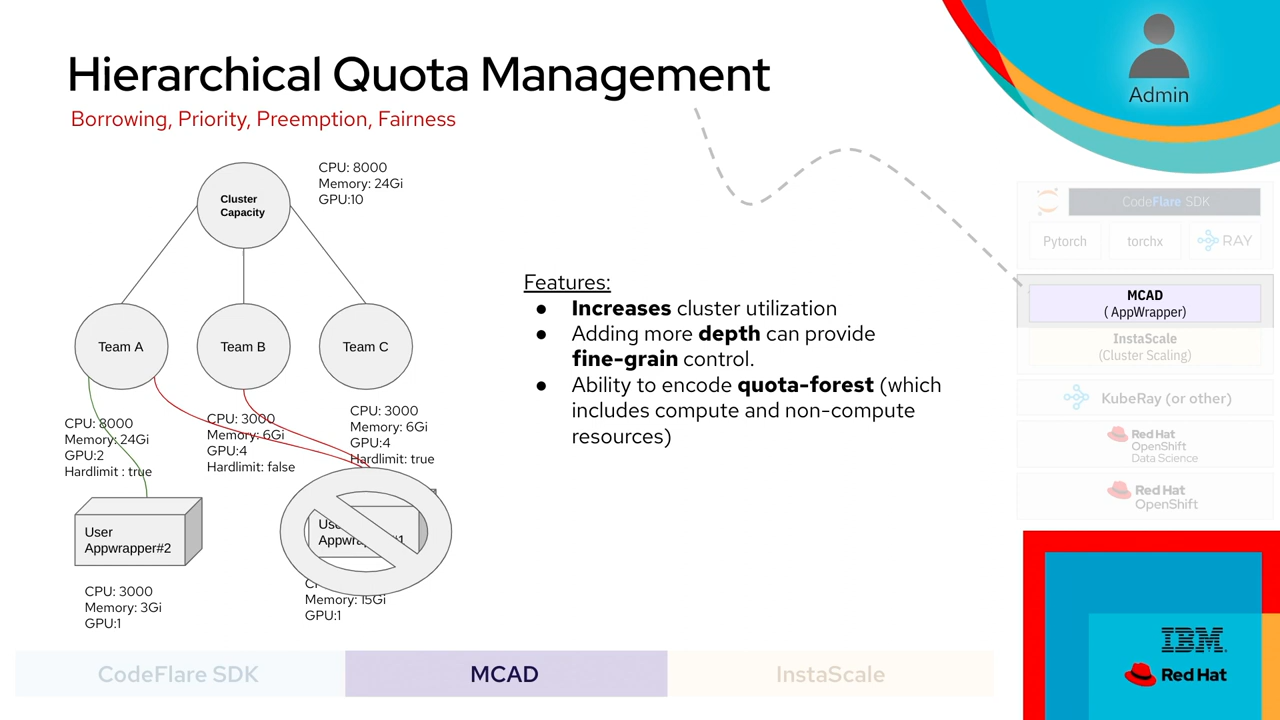 Hierarchical Quota Management
Borrowing, Priority, Preemption, Fairness
Admin
Cluster
Capacity
CPU: 8000
Memory: 24Gi
GPU:10
Team A
Team B
Team C
CPU: 8000
Memory: 24Gi
GPU:2
Hardlimit : true
CPU: 3000
Memory: 6Gi
GPU:4
Hardlimit: false
CPU: 3000
Memory: 6Gi
GPU:4
Hardlimit: true
User
Appwrapper#2
CPU: 3000
Memory: 3Gi
GPU:1
Memory: 15Gi
GPU:1
Features:
● Increases cluster utilization
● Adding more depth can provide
fine-grain control.
● Ability to encode quota-forest (which
includes compute and non-compute
resources)
CodeFlare SDK
Pytorch
torchx
RAY
MCAD
( AppWrapper)
InstaScale
(Cluster Scaling)
KubeRay (or other)
Red Hat
OpenShift
Data Science
Red Hat
OpenShift
CodeFlare SDK
MCAD
InstaScale
IBM
Red Hat